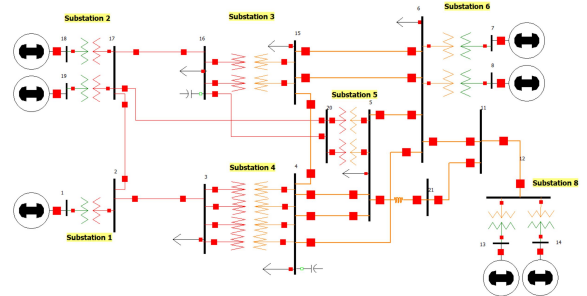 Substation 2
Substation 3
Substation 6
6
18
17
16
15
7
19
8
Substation 5
20
5
11
2
Substation 4
12
3
4
1
21
Substation 8
Substation 1
13
14